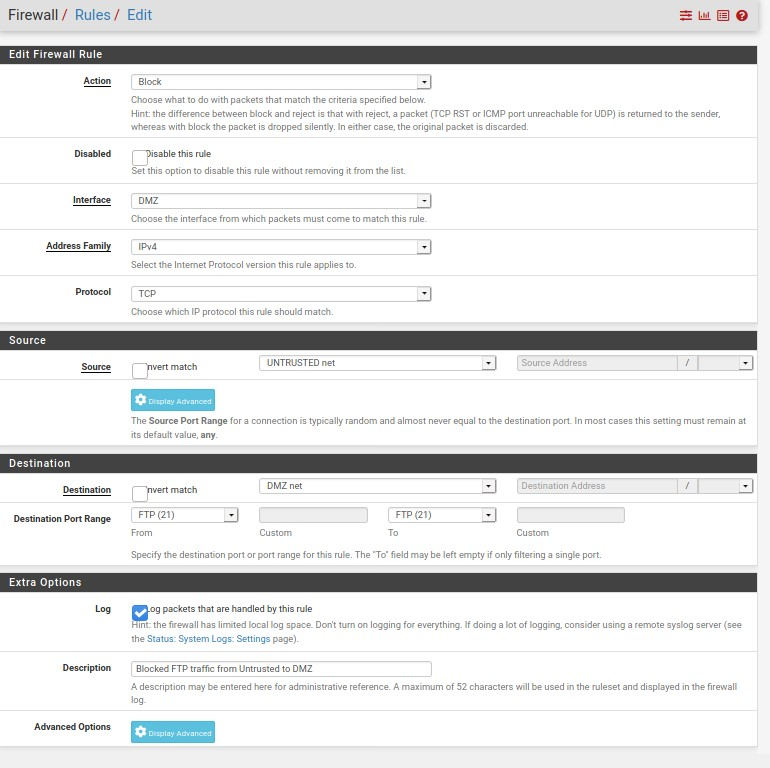 Firewall / Rules / Edit
Edit Firewall Rule
Action
Block
Choose what to do with packets that match the criteria specified below.
Hint: the difference between block and reject is that with reject, a packet (TCP RST or ICMP port unreachable for UDP) is returned to the sender,
whereas with block the packet is dropped silently. In either case, the original packet is discarded.
Disabled
Disable this rule
Set this option to disable this rule without removing it from the list.
Interface
DMZ
Choose the interface from which packets must come to match this rule.
Address Family
IPv4
Select the Internet Protocol version this rule applies to.
Protocol
TCP
Choose which IP protocol this rule should match.
Source
Source
nvert match
UNTRUSTED net
Source Address
/
Display Advanced
The Source Port Range for a connection is typically random and almost never equal to the destination port. In most cases this setting must remain at
its default value, any.
Destination
Destination
nvert match
DMZ net
Destination Address
/
Destination Port Range
FTP (21)
FTP (21)
From
Custom
To
Custom
Specify the destination port or port range for this rule. The "To" field may be left empty if only filtering a single port.
Extra Options
Log
og packets that are handled by this rule
Hint: the firewall has limited local log space. Don't turn on logging for everything. If doing a lot of logging, consider using a remote syslog server (see
the Status: System Logs: Settings page).
Description
Blocked FTP traffic from Untrusted to DMZ
A description may be entered here for administrative reference. A maximum of 52 characters will be used in the ruleset and displayed in the firewall
log.
Advanced Options
Display Advanced